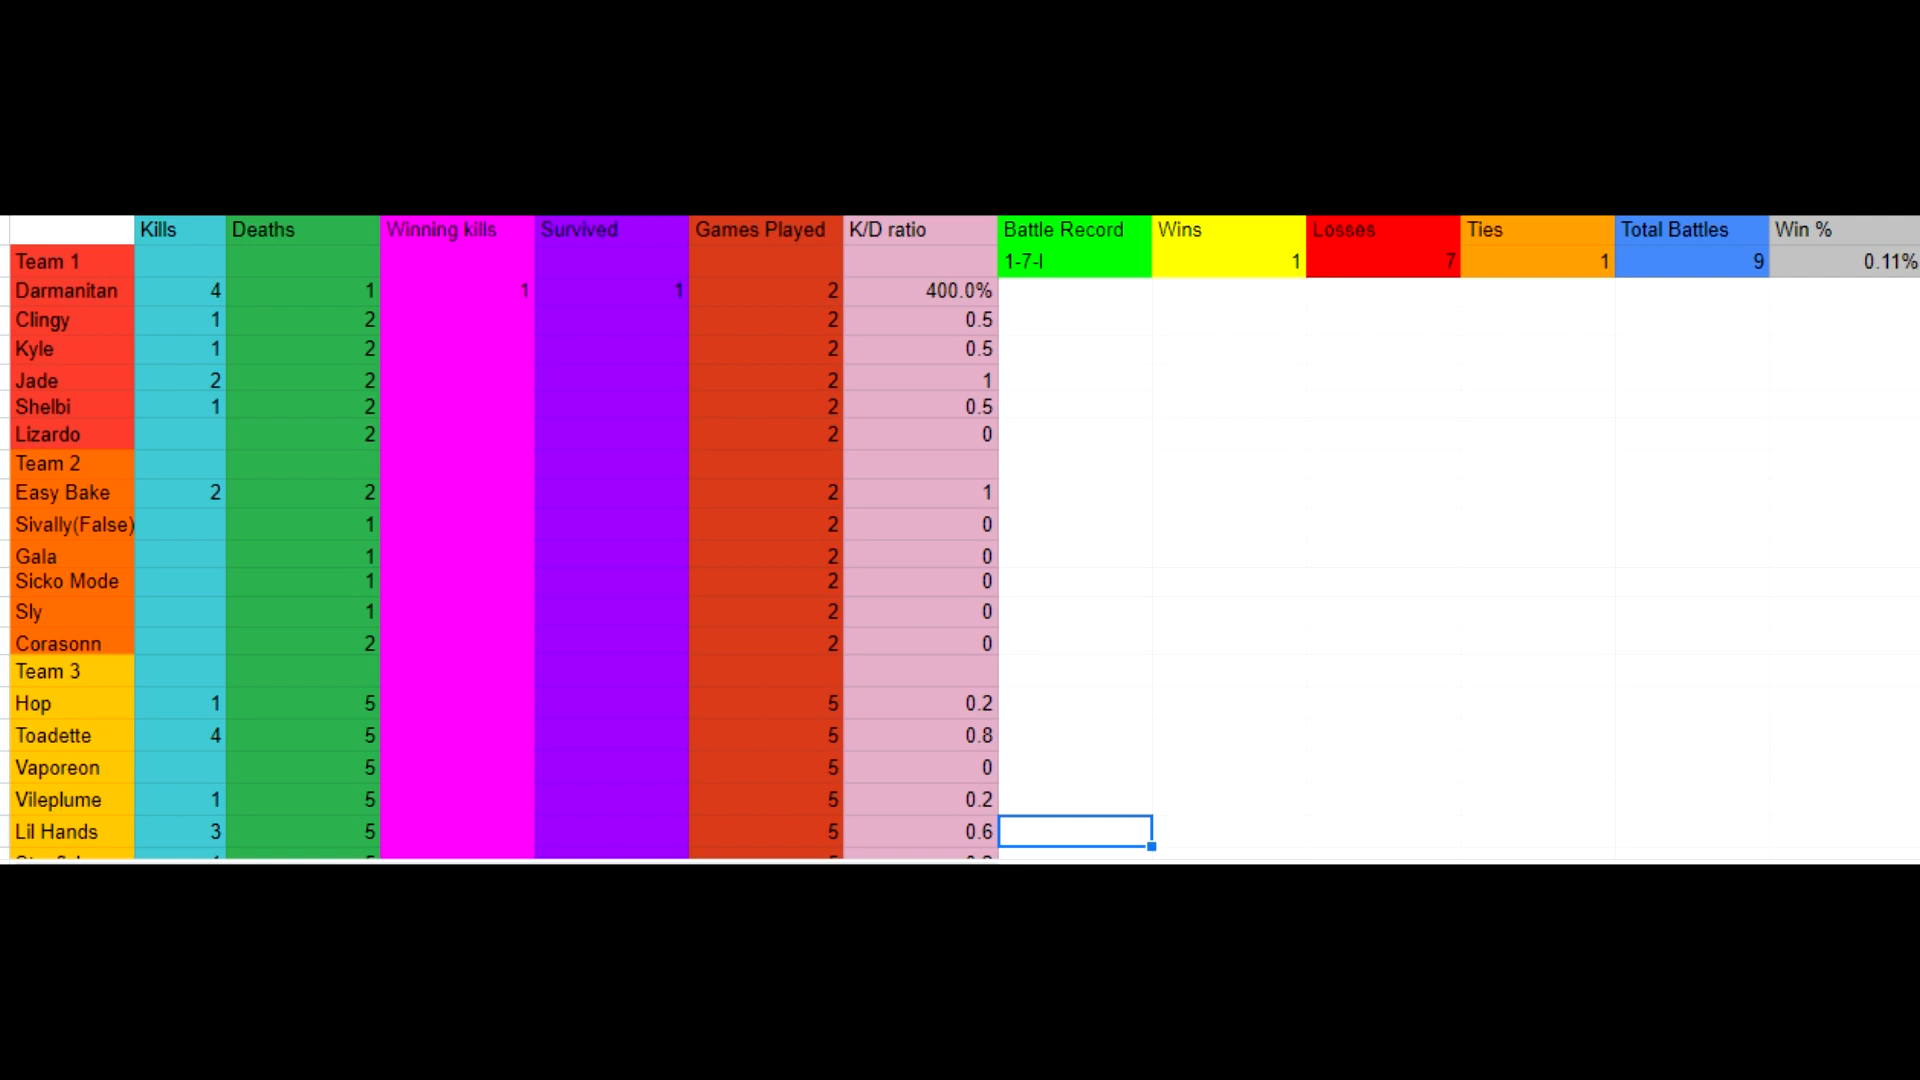 Kills Deaths Winning kills Survived Games Played K/D ratio Battle Record Wins Losses Ties Total Battles Win %
Team 1 1-7-I 1 7 1 9 0.11%
Darmanitan 4 1 1 1 2 400.0%
Clingy 1 2 2 0.5
Kyle 1 2 2 0.5
Jade 2 2 2 1
Shelbi 1 2 2 0.5
Lizardo 2 2 0
Team 2
Easy Bake 2 2 2 1
Sivally(False) 1 2 0
Gala 1 2 0
Sicko Mode 1 2 0
Sly 1 2 0
Corasonn 2 2 0
Team 3
Hop 1 5 5 0.2
Toadette 4 5 5 0.8
Vaporeon 5 5 0
Vileplume 1 5 5 0.2
Lil Hands 3 5 5 0.6